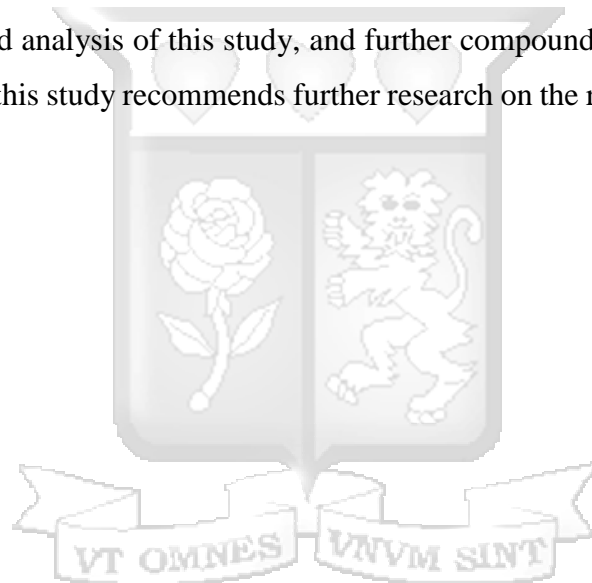 d analysis of this study, and further compound
this study recommends further research on the r
VT OMNES VNVM SINT